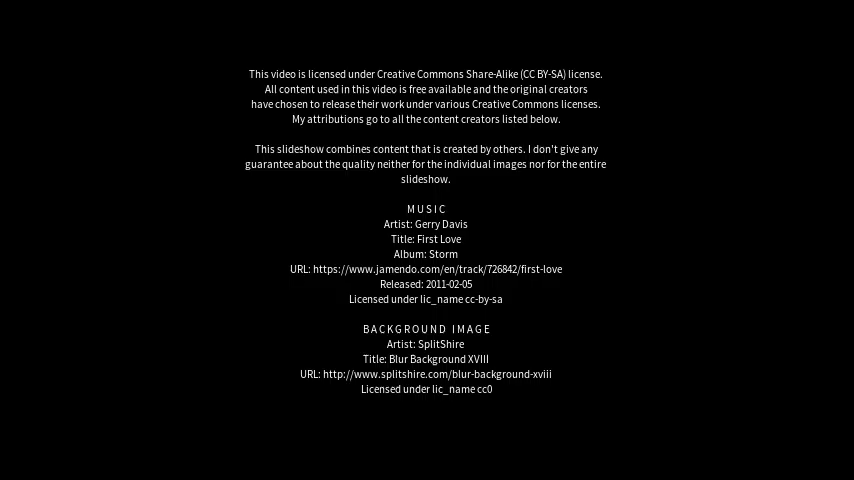 This video is licensed under Creative Commons Share-Alike (CC BY-SA) license.
All content used in this video is free available and the original creators
have chosen to release their work under various Creative Commons licenses.
My attributions go to all the content creators listed below.
This slideshow combines content that is created by others. I don't give any
guarantee about the quality neither for the individual images nor for the entire
slideshow.
MUSIC
Artist: Gerry Davis
Title: First Love
Album: Storm
URL: https://www.jamendo.com/en/track/726842/first-love
Released: 2011-02-05
Licensed under lic_name cc-by-sa
BACKGROUND IMAGE
Artist: SplitShire
Title: Blur Background XVIII
URL: http://www.splitshire.com/blur-background-xviii
Licensed under lic_name cc0